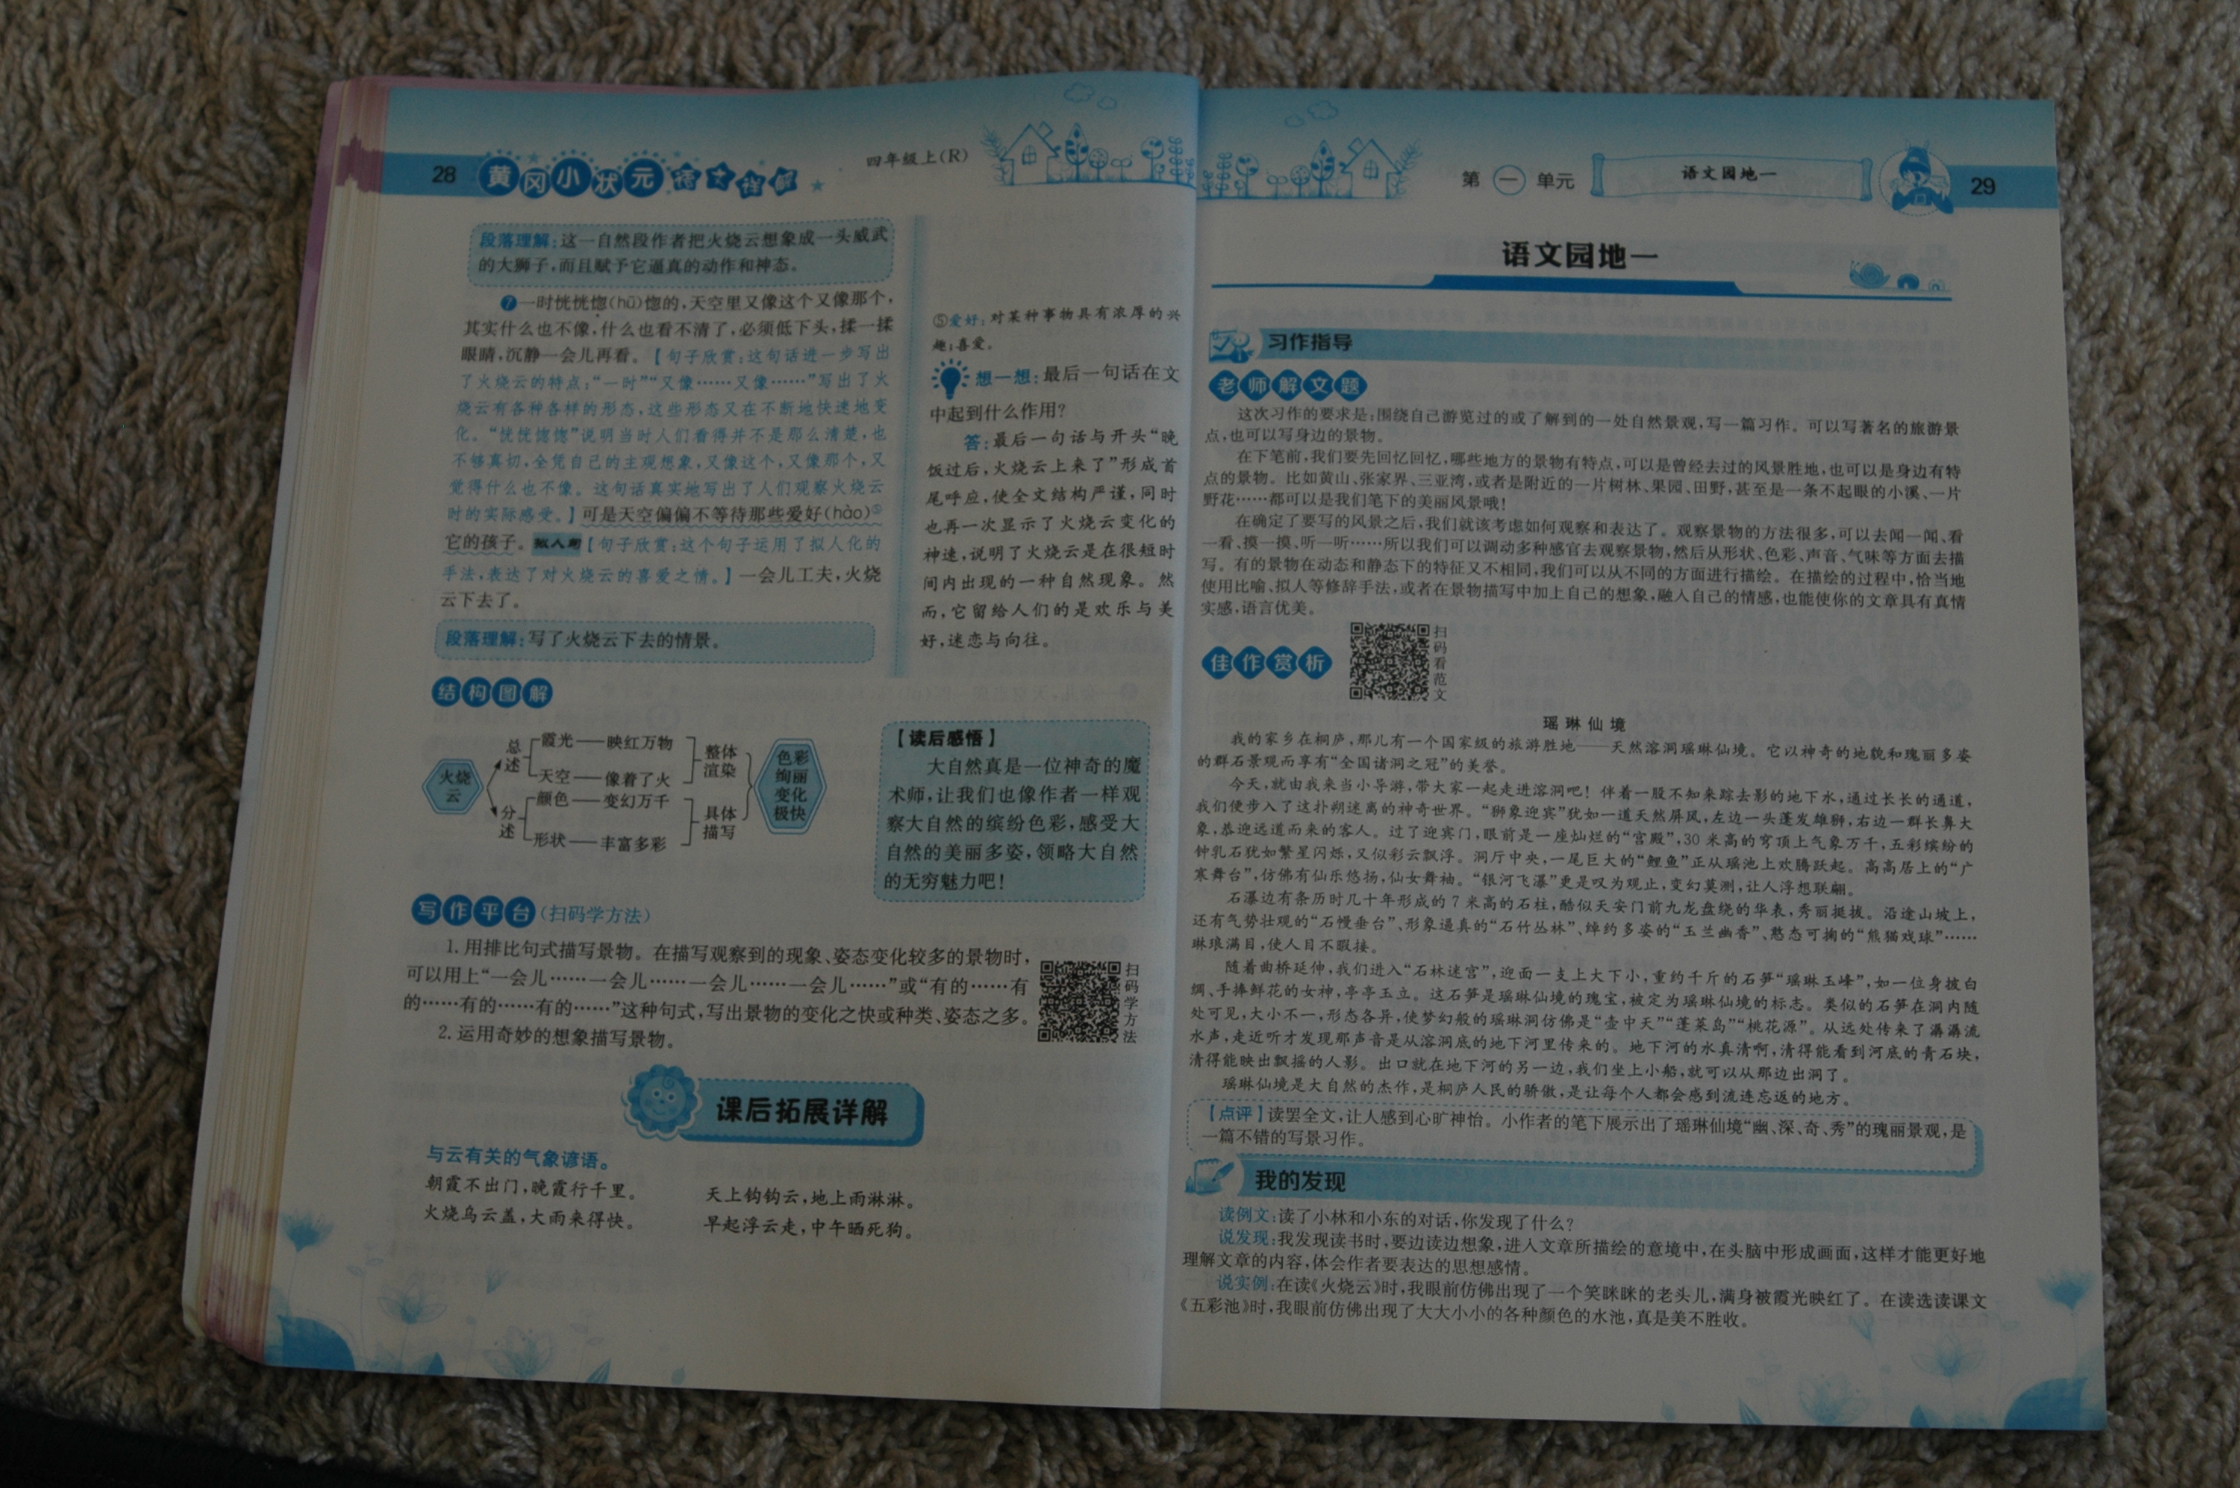 28
黄冈小状元 四年级上(R)
段落理解：这一自然段作者把火烧云想象成一头威武
的大狮子，而且赋予它逼真的动作和神态。
❼一时恍恍惚(hū)惚的，天空里又像这个又像那个，
其实什么也不像，什么也看不清了，必须低下头，揉一揉
眼睛，沉静一会儿再看。【句子欣赏：这句话进一步写出
了火烧云的特点；“一时”“又像……又像……”写出了火
烧云有各种各样的形态，这些形态又在不断地快速地变
化。“恍恍惚惚”说明当时人们看得并不是那么清楚，也
不够真切，全凭自己的主观想象，又像这个，又像那个，又
觉得什么也不像。这句话真实地写出了人们观察火烧云
时的实际感受。】可是天空偏偏不等待那些爱好(hào)⑤
它的孩子。拟人句【句子欣赏：这个句子运用了拟人化的
手法，表达了对火烧云的喜爱之情。】一会儿工夫，火烧
云下去了。
段落理解：写了火烧云下去的情景。
⑤爱好：对某种事物具有浓厚的兴
趣；喜爱。
想一想：最后一句话在文
中起到什么作用？
答：最后一句话与开头“晚
饭过后，火烧云上来了”形成首
尾呼应，使全文结构严谨，同时
也再一次显示了火烧云变化的
神速，说明了火烧云是在很短时
间内出现的一种自然现象。然
而，它留给人们的是欢乐与美
好，迷恋与向往。
结构图解
火烧云
总述
霞光——映红万物
天空——像着了火
整体渲染
分述
颜色——变幻万千
形状——丰富多彩
具体描写
色彩绚丽
变化极快
【读后感悟】
大自然真是一位神奇的魔
术师，让我们也像作者一样观
察大自然的缤纷色彩，感受大
自然的美丽多姿，领略大自然
的无穷魅力吧！
写作平台(扫码学方法)
1. 用排比句式描写景物。在描写观察到的现象、姿态变化较多的景物时，
可以用上“一会儿……一会儿……一会儿……一会儿……”或“有的……有
的……有的……有的……”这种句式，写出景物的变化之快或种类、姿态之多。
2. 运用奇妙的想象描写景物。
扫码学方法
课后拓展详解
与云有关的气象谚语。
朝霞不出门，晚霞行千里。
天上钩钩云，地上雨淋淋。
火烧乌云盖，大雨来得快。
早起浮云走，中午晒死狗。
第一单元 语文园地一 29
语文园地一
习作指导
老师解文题
这次习作的要求是：围绕自己游览过的或了解到的一处自然景观，写一篇习作。可以写著名的旅游景
点，也可以写身边的景物。
在下笔前，我们要先回忆回忆，哪些地方的景物有特点，可以是曾经去过的风景胜地，也可以是身边有特
点的景物。比如黄山、张家界、三亚湾，或者是附近的一片树林、果园、田野，甚至是一条不起眼的小溪、一片
野花……都可以是我们笔下的美丽风景哦！
在确定了要写的风景之后，我们就该考虑如何观察和表达了。观察景物的方法很多，可以去闻一闻、看
一看、摸一摸、听一听……所以我们可以调动多种感官去观察景物，然后从形状、色彩、声音、气味等方面去描
写。有的景物在动态和静态下的特征又不相同，我们可以从不同的方面进行描绘。在描绘的过程中，恰当地
使用比喻、拟人等修辞手法，或者在景物描写中加上自己的想象，融入自己的情感，也能使你的文章具有真情
实感，语言优美。
佳作赏析
扫码看范文
瑶琳仙境
我的家乡在桐庐，那儿有一个国家级的旅游胜地——天然溶洞瑶琳仙境。它以神奇的地貌和瑰丽多姿
的群石景观而享有“全国诸洞之冠”的美誉。
今天，就由我来当小导游，带大家一起走进溶洞吧！伴着一股不知来踪去影的地下水，通过长长的通道，
我们便步入了这扑朔迷离的神奇世界。“狮象迎宾”犹如一道天然屏风，左边一头蓬发雄狮，右边一群长鼻大
象，恭迎远道而来的客人。过了迎宾门，眼前是一座灿烂的“宫殿”，30米高的穹顶上气象万千，五彩缤纷的
钟乳石犹如繁星闪烁，又似彩云飘浮。洞厅中央，一尾巨大的“鲤鱼”正从瑶池上欢腾跃起。高高居上的“广
寒舞台”，仿佛有仙乐悠扬，仙女舞袖。“银河飞瀑”更是叹为观止，变幻莫测，让人浮想联翩。
石瀑边有条历时几十年形成的7米高的石柱，酷似天安门前九龙盘绕的华表，秀丽挺拔。沿途山坡上，
还有气势壮观的“石幔垂台”、形象逼真的“石竹丛林”、绰约多姿的“玉兰幽香”、憨态可掬的“熊猫戏球”……
琳琅满目，使人目不暇接。
随着曲桥延伸，我们进入“石林迷宫”，迎面一支上大下小，重约千斤的石笋“瑶琳玉峰”，如一位身披白
绸、手捧鲜花的女神，亭亭玉立。这石笋是瑶琳仙境的瑰宝，被定为瑶琳仙境的标志。类似的石笋在洞内随
处可见，大小不一，形态各异，使梦幻般的瑶琳洞仿佛是“壶中天”“蓬莱岛”“桃花源”。从远处传来了潺潺流
水声，走近听才发现那声音是从溶洞底的地下河里传来的。地下河的水真清啊，清得能看到河底的青石块，
清得能映出飘摇的人影。出口就在地下河的另一边，我们坐上小船，就可以从那边出洞了。
瑶琳仙境是大自然的杰作，是桐庐人民的骄傲，是让每个人都会感到流连忘返的地方。
【点评】读罢全文，让人感到心旷神怡。小作者的笔下展示出了瑶琳仙境“幽、深、奇、秀”的瑰丽景观，是
一篇不错的写景习作。
我的发现
读例文：读了小林和小东的对话，你发现了什么？
说发现：我发现读书时，要边读边想象，进入文章所描绘的意境中，在头脑中形成画面，这样才能更好地
理解文章的内容，体会作者要表达的思想感情。
说实例：在读《火烧云》时，我眼前仿佛出现了一个笑眯眯的老头儿，满身被霞光映红了。在读选读课文
《五彩池》时，我眼前仿佛出现了大大小小的各种颜色的水池，真是美不胜收。